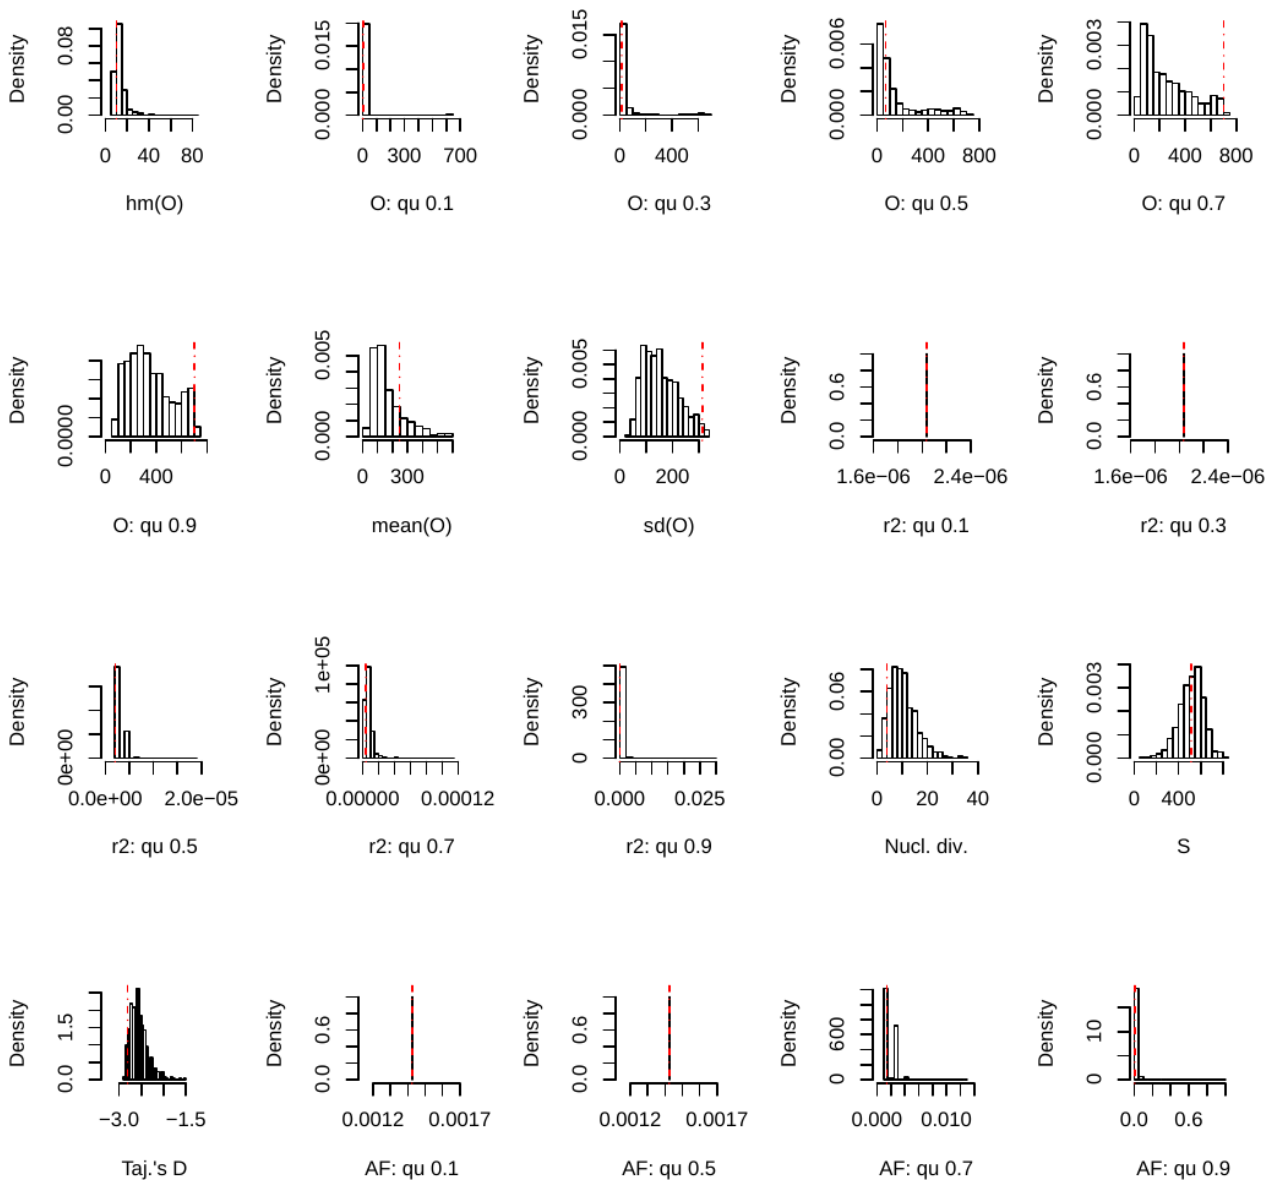 Density 0.00 0.08 0 40 80 hm(O)
Density 0.000 0.015 0 300 700 O: qu 0.1
Density 0.000 0.015 0 400 O: qu 0.3
Density 0.000 0.006 0 400 800 O: qu 0.5
Density 0.000 0.003 0 400 800 O: qu 0.7
Density 0.0000 0 400 O: qu 0.9
Density 0.000 0.005 0 300 mean(O)
Density 0.000 0.005 0 200 sd(O)
Density 0.0 0.6 1.6e−06 2.4e−06 r2: qu 0.1
Density 0.0 0.6 1.6e−06 2.4e−06 r2: qu 0.3
Density 0e+00 0.0e+00 2.0e−05 r2: qu 0.5
Density 0e+00 1e+05 0.00000 0.00012 r2: qu 0.7
Density 0 300 0.000 0.025 r2: qu 0.9
Density 0.00 0.06 0 20 40 Nucl. div.
Density 0.000 0.003 0 400 S
Density 0.0 1.5 −3.0 −1.5 Taj.'s D
Density 0.0 0.6 0.0012 0.0017 AF: qu 0.1
Density 0.0 0.6 0.0012 0.0017 AF: qu 0.5
Density 0 600 0.000 0.010 AF: qu 0.7
Density 0 10 0.0 0.6 AF: qu 0.9